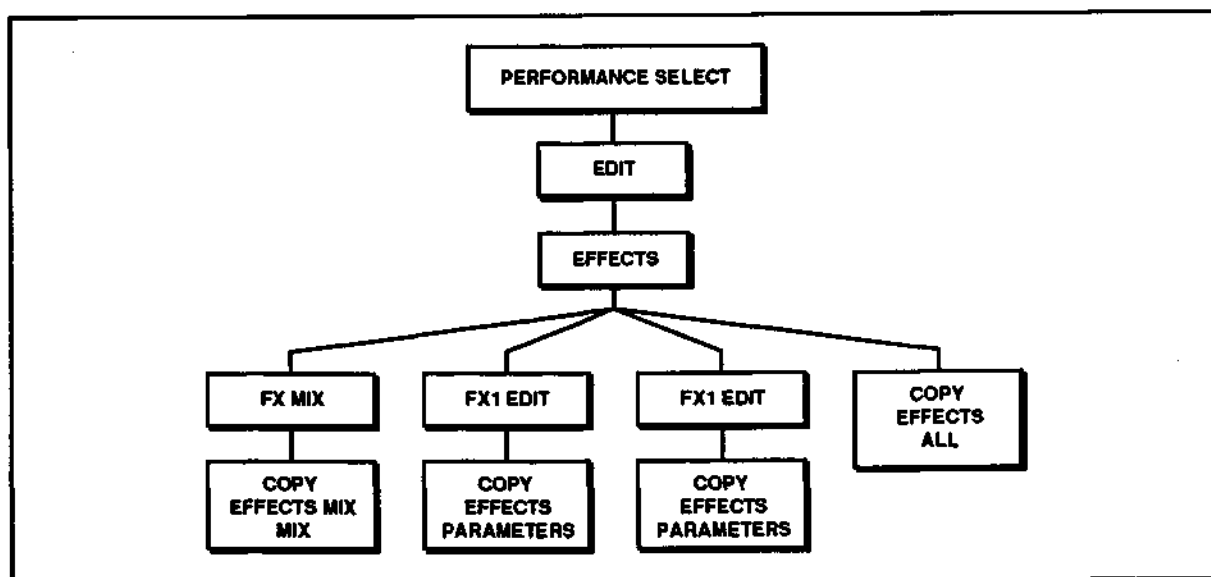 PERFORMANCE SELECT
EDIT
EFFECTS
FX MIX
FX1 EDIT
FX1 EDIT
COPY
EFFECTS
ALL
COPY
EFFECTS MIX
MIX
COPY
EFFECTS
PARAMETERS
COPY
EFFECTS
PARAMETERS